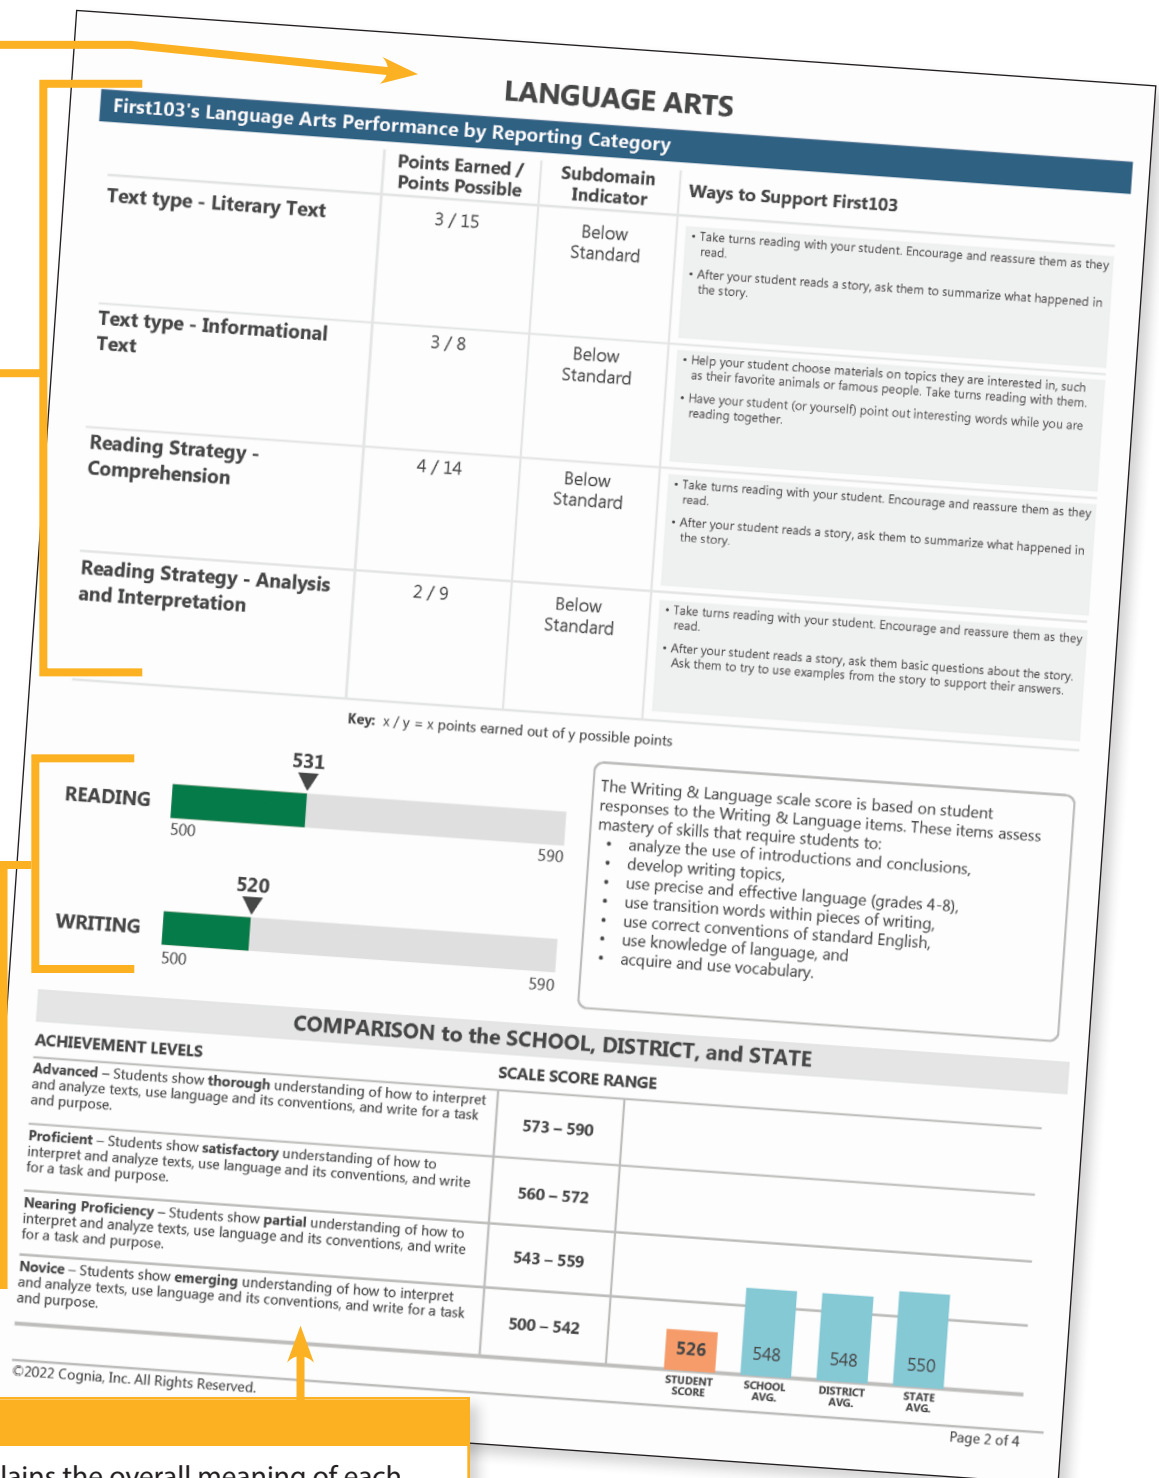 LANGUAGE ARTS
First103's Language Arts Performance by Reporting Category
Points Earned /
Points Possible
Subdomain
Indicator
Ways to Support First103
Text type - Literary Text
3 / 15
Below
Standard
• Take turns reading with your student. Encourage and reassure them as they
read.
• After your student reads a story, ask them to summarize what happened in
the story.
Text type - Informational
Text
3 / 8
Below
Standard
• Help your student choose materials on topics they are interested in, such
as their favorite animals or famous people. Take turns reading with them.
• Have your student (or yourself) point out interesting words while you are
reading together.
Reading Strategy -
Comprehension
4 / 14
Below
Standard
• Take turns reading with your student. Encourage and reassure them as they
read.
• After your student reads a story, ask them to summarize what happened in
the story.
Reading Strategy - Analysis
and Interpretation
2 / 9
Below
Standard
• Take turns reading with your student. Encourage and reassure them as they
read.
• After your student reads a story, ask them basic questions about the story.
Ask them to try to use examples from the story to support their answers.
Key: x / y = x points earned out of y possible points
531
READING
500
590
520
WRITING
500
590
The Writing & Language scale score is based on student
responses to the Writing & Language items. These items assess
mastery of skills that require students to:
• analyze the use of introductions and conclusions,
• develop writing topics,
• use precise and effective language (grades 4-8),
• use transition words within pieces of writing,
• use correct conventions of standard English,
• use knowledge of language, and
• acquire and use vocabulary.
COMPARISON to the SCHOOL, DISTRICT, and STATE
ACHIEVEMENT LEVELS
SCALE SCORE RANGE
Advanced – Students show thorough understanding of how to interpret
and analyze texts, use language and its conventions, and write for a task
and purpose.
573 – 590
Proficient – Students show satisfactory understanding of how to
interpret and analyze texts, use language and its conventions, and write
for a task and purpose.
560 – 572
Nearing Proficiency – Students show partial understanding of how to
interpret and analyze texts, use language and its conventions, and write
for a task and purpose.
543 – 559
Novice – Students show emerging understanding of how to interpret
and analyze texts, use language and its conventions, and write for a task
and purpose.
500 – 542
526
548
548
550
STUDENT
SCORE
SCHOOL
AVG.
DISTRICT
AVG.
STATE
AVG.
©2022 Cognia, Inc. All Rights Reserved.
Page 2 of 4
the overall meaning of each